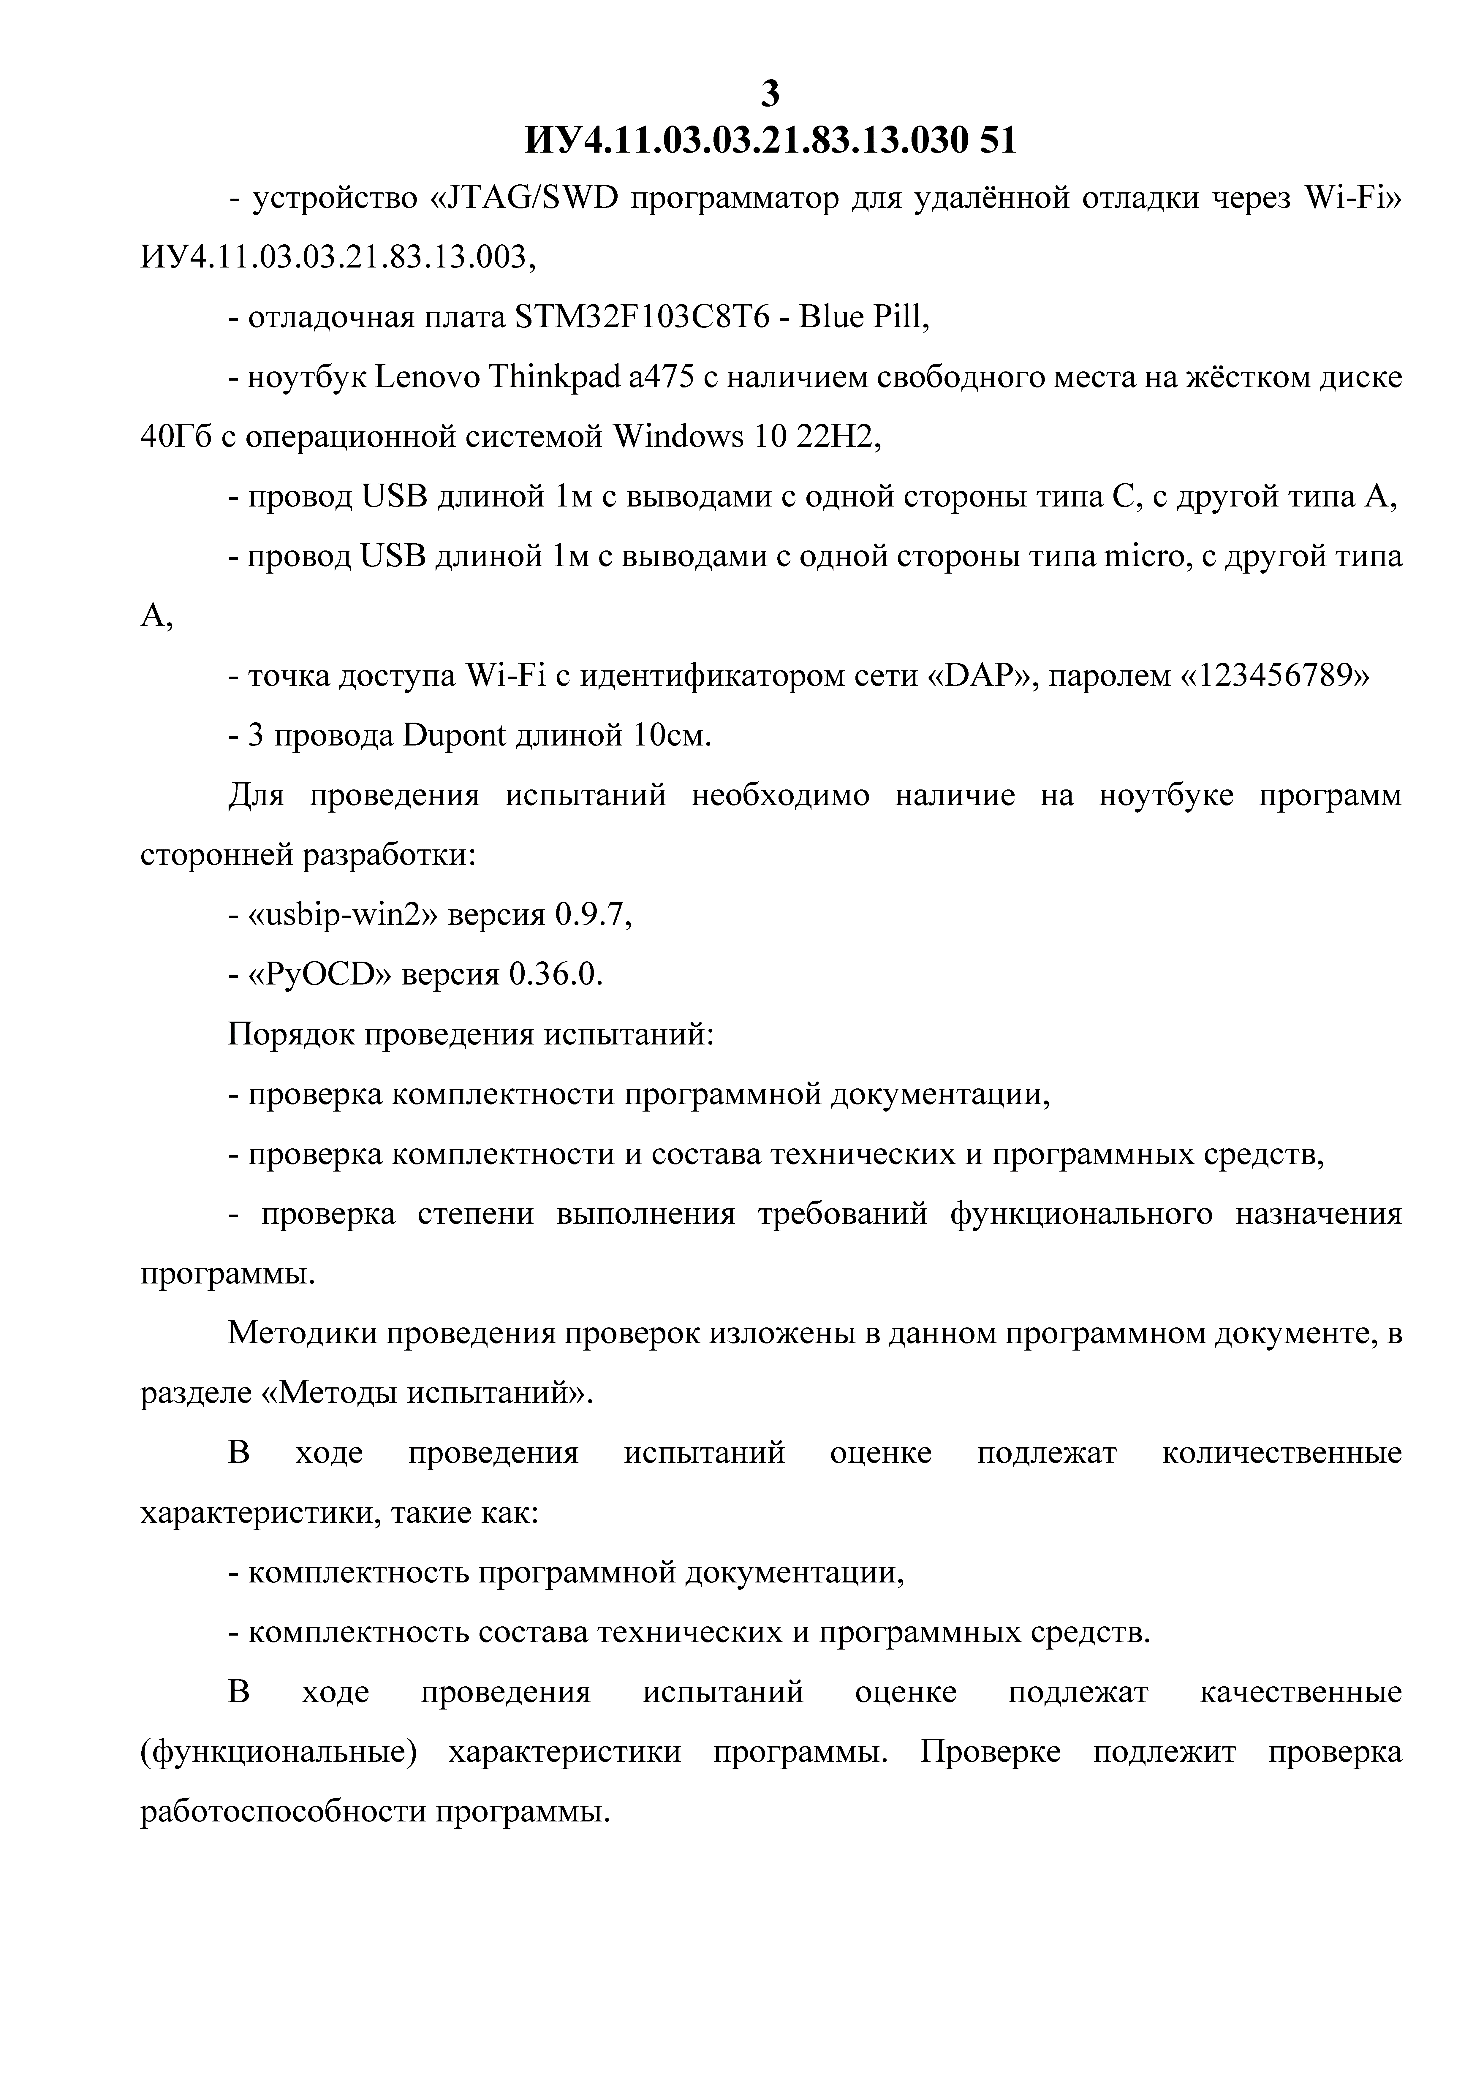 3
ИУ4.11.03.03.21.83.13.030 51
- устройство «JTAG/SWD программатор для удалённой отладки через Wi-Fi»
ИУ4.11.03.03.21.83.13.003,
- отладочная плата STM32F103C8T6 - Blue Pill,
- ноутбук Lenovo Thinkpad a475 с наличием свободного места на жёстком диске
40Гб с операционной системой Windows 10 22H2,
- провод USB длиной 1м с выводами с одной стороны типа C, с другой типа A,
- провод USB длиной 1м с выводами с одной стороны типа micro, с другой типа
A,
- точка доступа Wi-Fi с идентификатором сети «DAP», паролем «123456789»
- 3 провода Dupont длиной 10см.
Для проведения испытаний необходимо наличие на ноутбуке программ
сторонней разработки:
- «usbip-win2» версия 0.9.7,
- «PyOCD» версия 0.36.0.
Порядок проведения испытаний:
- проверка комплектности программной документации,
- проверка комплектности и состава технических и программных средств,
- проверка степени выполнения требований функционального назначения
программы.
Методики проведения проверок изложены в данном программном документе, в
разделе «Методы испытаний».
В ходе проведения испытаний оценке подлежат количественные
характеристики, такие как:
- комплектность программной документации,
- комплектность состава технических и программных средств.
В ходе проведения испытаний оценке подлежат качественные
(функциональные) характеристики программы. Проверке подлежит проверка
работоспособности программы.